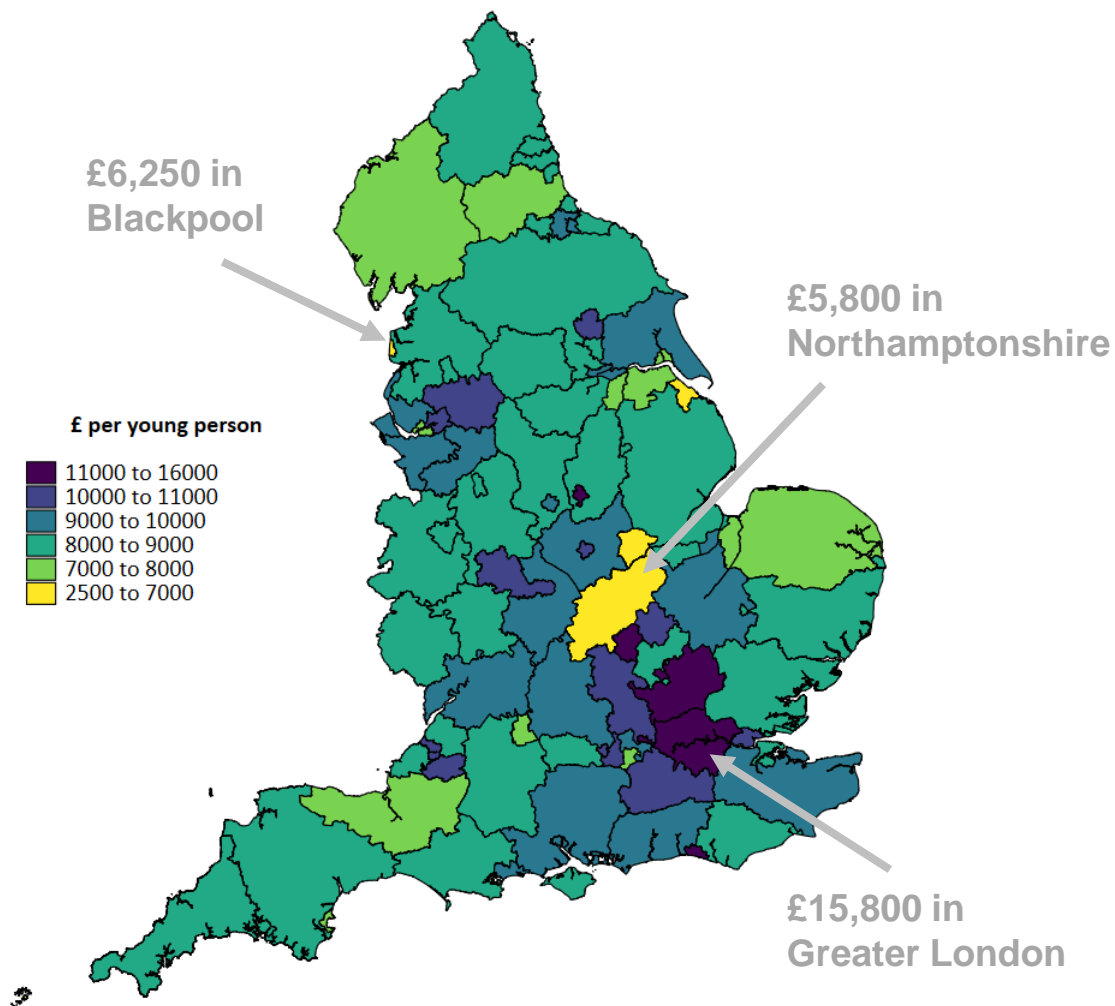 £6,250 in
Blackpool
£5,800 in
Northamptonshire
£ per young person
11000 to 16000
10000 to 11000
9000 to 10000
8000 to 9000
7000 to 8000
2500 to 7000
£15,800 in
Greater London